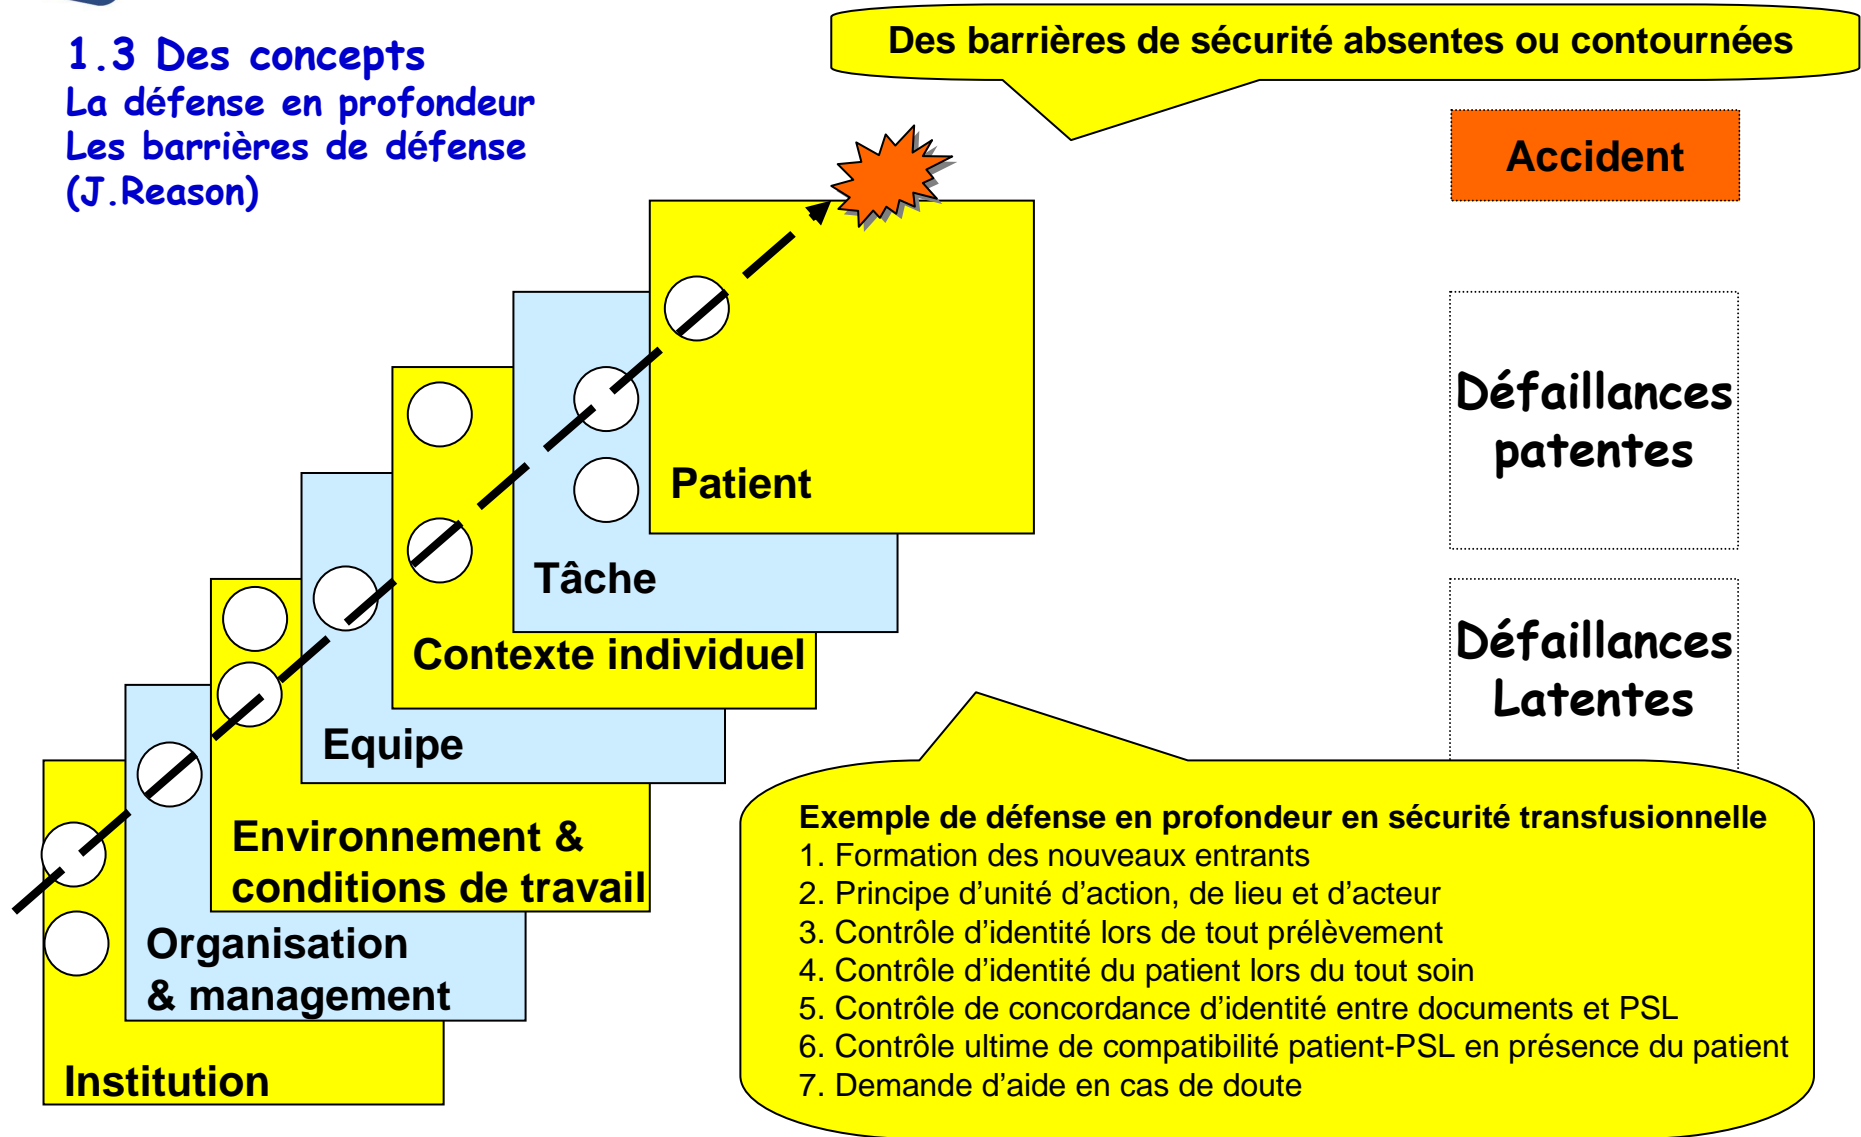 1.3 Des concepts
La défense en profondeur
Les barrières de défense
(J.Reason)
Des barrières de sécurité absentes ou contournées
Accident
Défaillances
patentes
Défaillances
Latentes
Patient
Tâche
Contexte individuel
Equipe
Environnement &
conditions de travail
Organisation
& management
Institution
Exemple de défense en profondeur en sécurité transfusionnelle
1. Formation des nouveaux entrants
2. Principe d’unité d’action, de lieu et d’acteur
3. Contrôle d’identité lors de tout prélèvement
4. Contrôle d’identité du patient lors du tout soin
5. Contrôle de concordance d’identité entre documents et PSL
6. Contrôle ultime de compatibilité patient-PSL en présence du patient
7. Demande d’aide en cas de doute